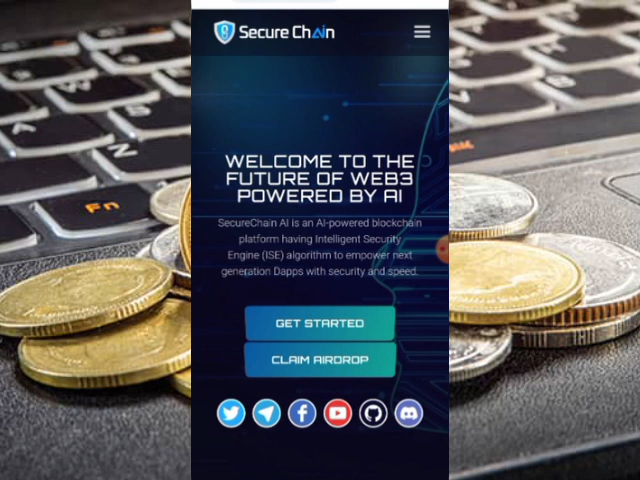 Secure Chain
WELCOME TO THE
FUTURE OF WEB3
POWERED BY AI
SecureChain AI is an AI-powered blockchain
platform having Intelligent Security
Engine (ISE) algorithm to empower next
generation Dapps with security and speed.
GET STARTED
CLAIM AIRDROP
Fn